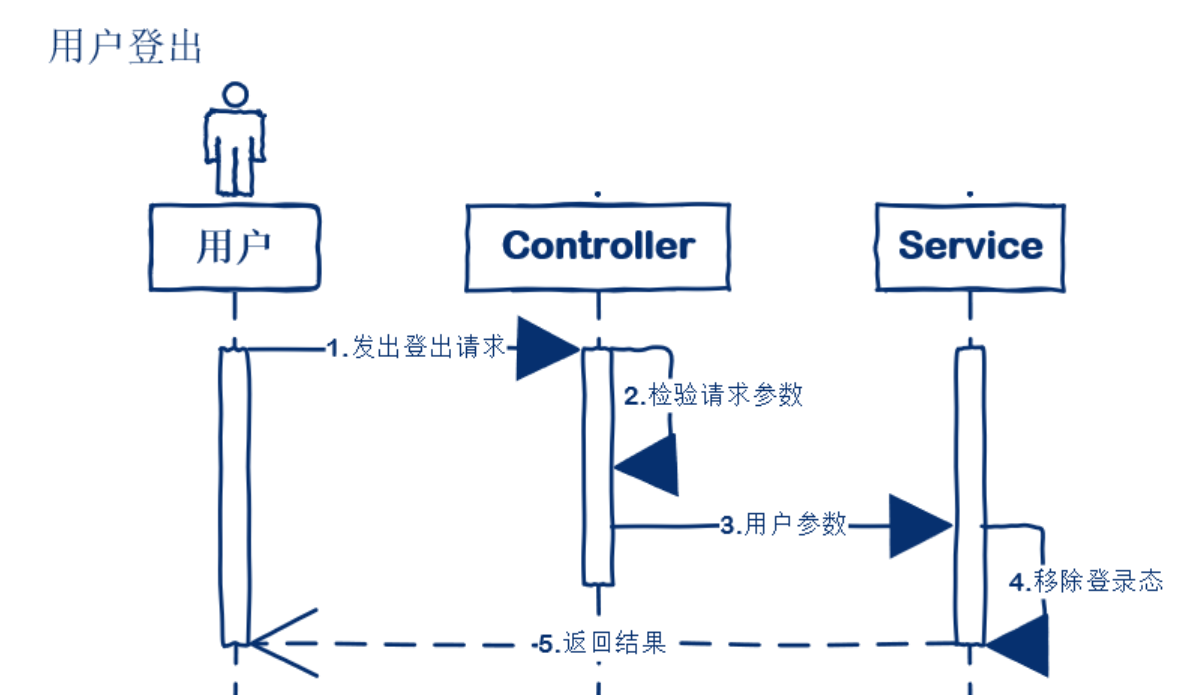 用户登出
用户
Controller
Service
1.发出登出请求
2.检验请求参数
3.用户参数
4.移除登录态
5.返回结果